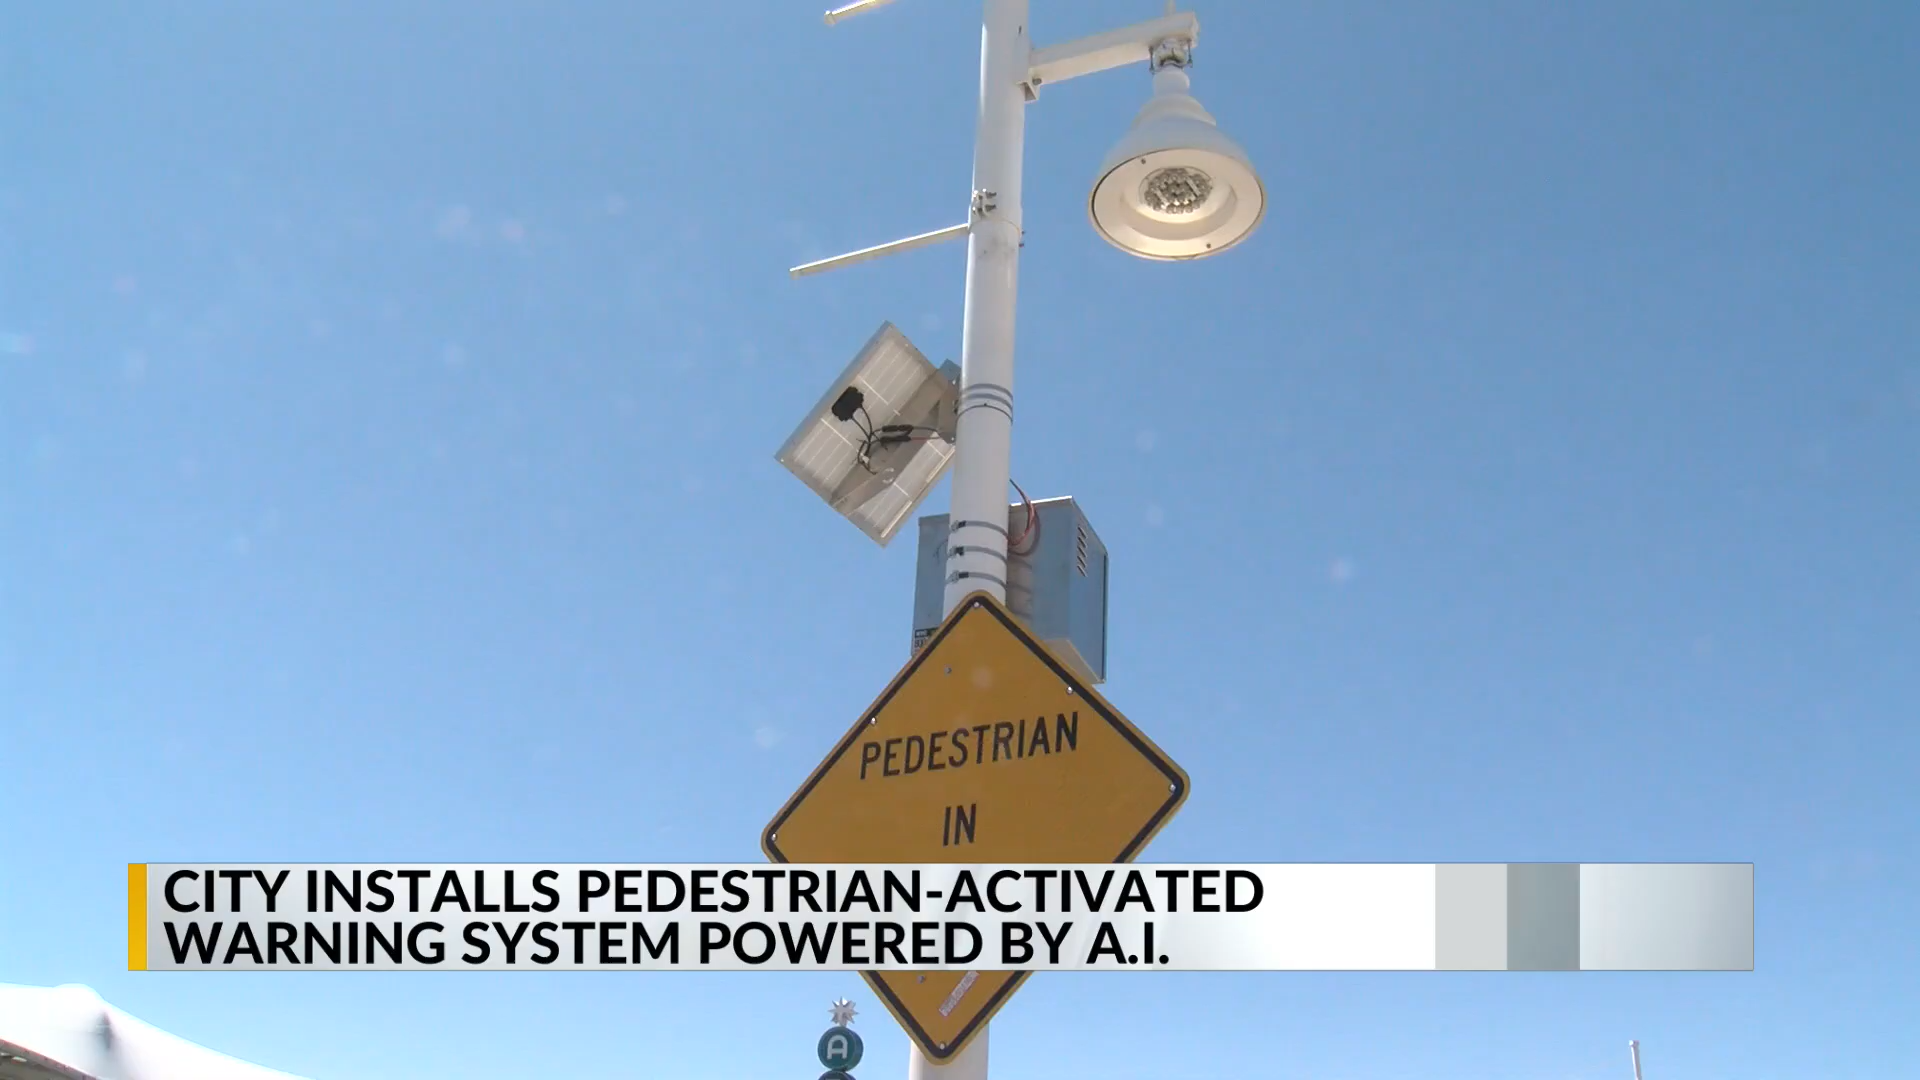 PEDESTRIAN
IN
CITY INSTALLS PEDESTRIAN-ACTIVATED
WARNING SYSTEM POWERED BY A.I.
A